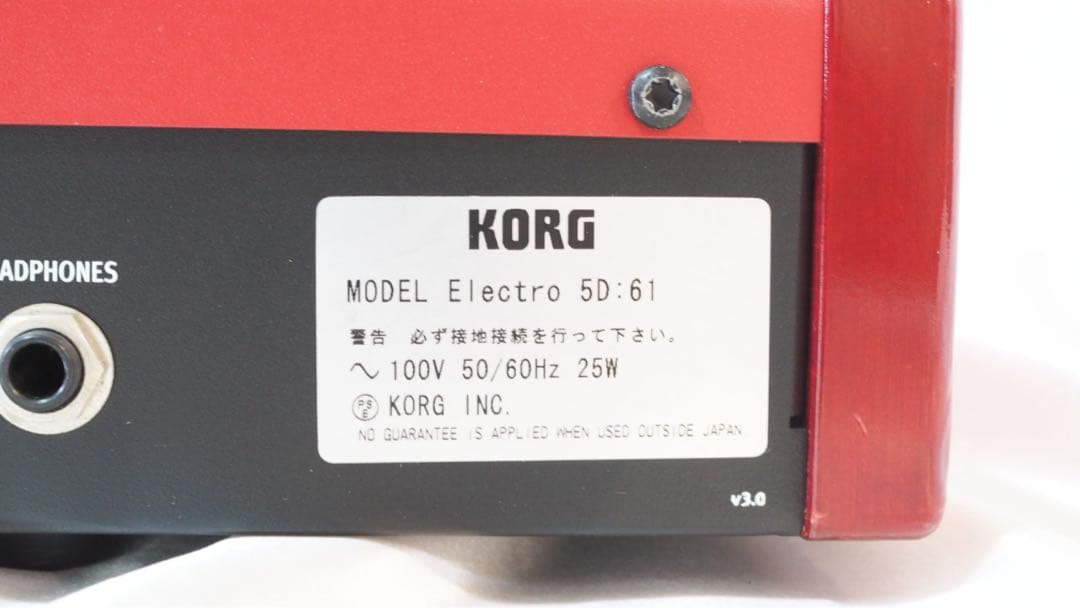 KORG
MODEL Electro 5D:61
ADPHONES
警告 必ず接地接続を行って下さい。
～ 100V 50/60Hz 25W
PS E KORG INC.
NO GUARANTEE IS APPLIED WHEN USED OUTSIDE JAPAN
v3.0